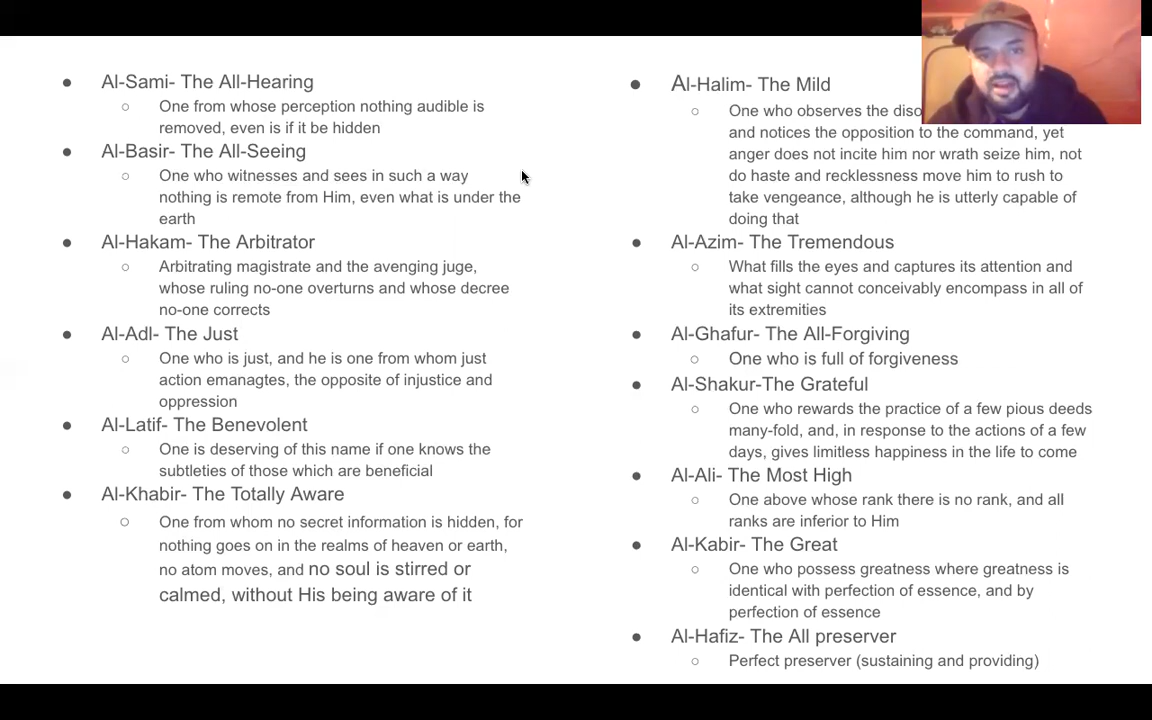 ● Al-Sami- The All-Hearing
○ One from whose perception nothing audible is
removed, even is if it be hidden
● Al-Basir- The All-Seeing
○ One who witnesses and sees in such a way
nothing is remote from Him, even what is under the
earth
● Al-Hakam- The Arbitrator
○ Arbitrating magistrate and the avenging juge,
whose ruling no-one overturns and whose decree
no-one corrects
● Al-Adl- The Just
○ One who is just, and he is one from whom just
action emanagtes, the opposite of injustice and
oppression
● Al-Latif- The Benevolent
○ One is deserving of this name if one knows the
subtleties of those which are beneficial
● Al-Khabir- The Totally Aware
○ One from whom no secret information is hidden, for
nothing goes on in the realms of heaven or earth,
no atom moves, and no soul is stirred or
calmed, without His being aware of it
● Al-Halim- The Mild
○ One who observes the
and notices the opposition to the command, yet
anger does not incite him nor wrath seize him, not
do haste and recklessness move him to rush to
take vengeance, although he is utterly capable of
doing that
● Al-Azim- The Tremendous
○ What fills the eyes and captures its attention and
what sight cannot conceivably encompass in all of
its extremities
● Al-Ghafur- The All-Forgiving
○ One who is full of forgiveness
● Al-Shakur-The Grateful
○ One who rewards the practice of a few pious deeds
many-fold, and, in response to the actions of a few
days, gives limitless happiness in the life to come
● Al-Ali- The Most High
○ One above whose rank there is no rank, and all
ranks are inferior to Him
● Al-Kabir- The Great
○ One who possess greatness where greatness is
identical with perfection of essence, and by
perfection of essence
● Al-Hafiz- The All preserver
○ Perfect preserver (sustaining and providing)